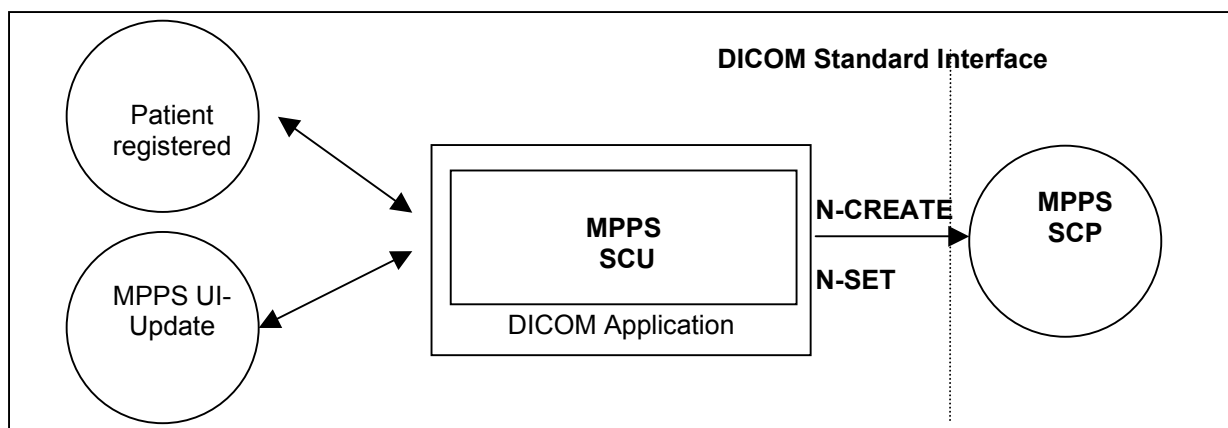 DICOM Standard Interface
Patient
registered
MPPS UI-
Update
MPPS
SCU
DICOM Application
N-CREATE
N-SET
MPPS
SCP